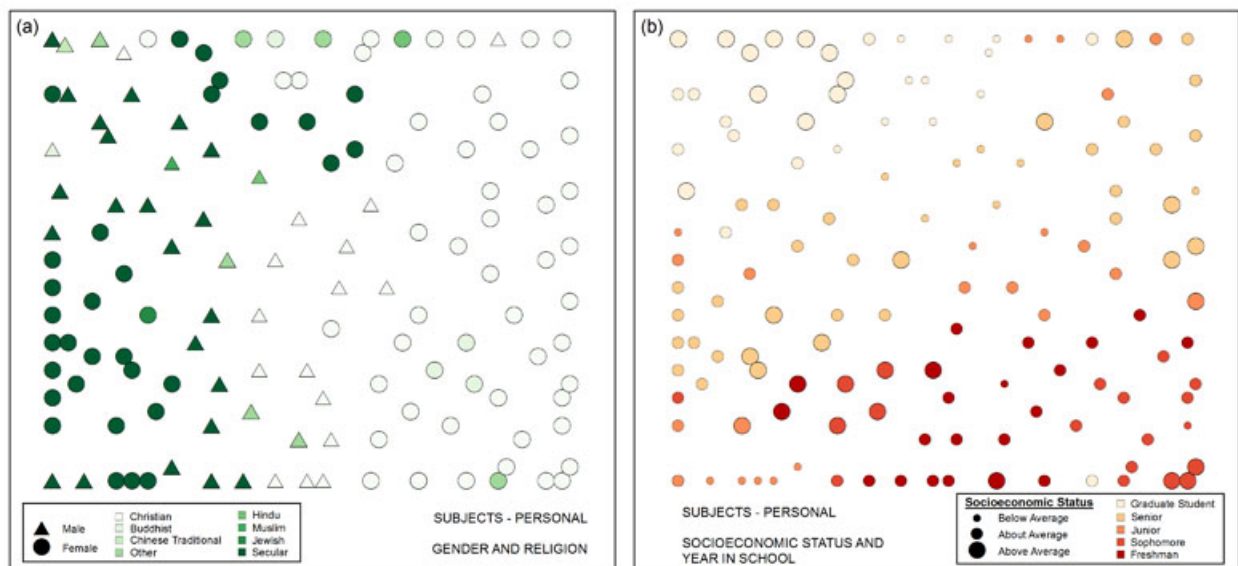 (a)
Male
Female
Christian
Buddhist
Chinese Traditional
Other
Hindu
Muslim
Jewish
Secular
SUBJECTS - PERSONAL
GENDER AND RELIGION
(b)
SUBJECTS - PERSONAL
SOCIOECONOMIC STATUS AND
YEAR IN SCHOOL
Socioeconomic Status
Below Average
About Average
Above Average
Graduate Student
Senior
Junior
Sophomore
Freshman